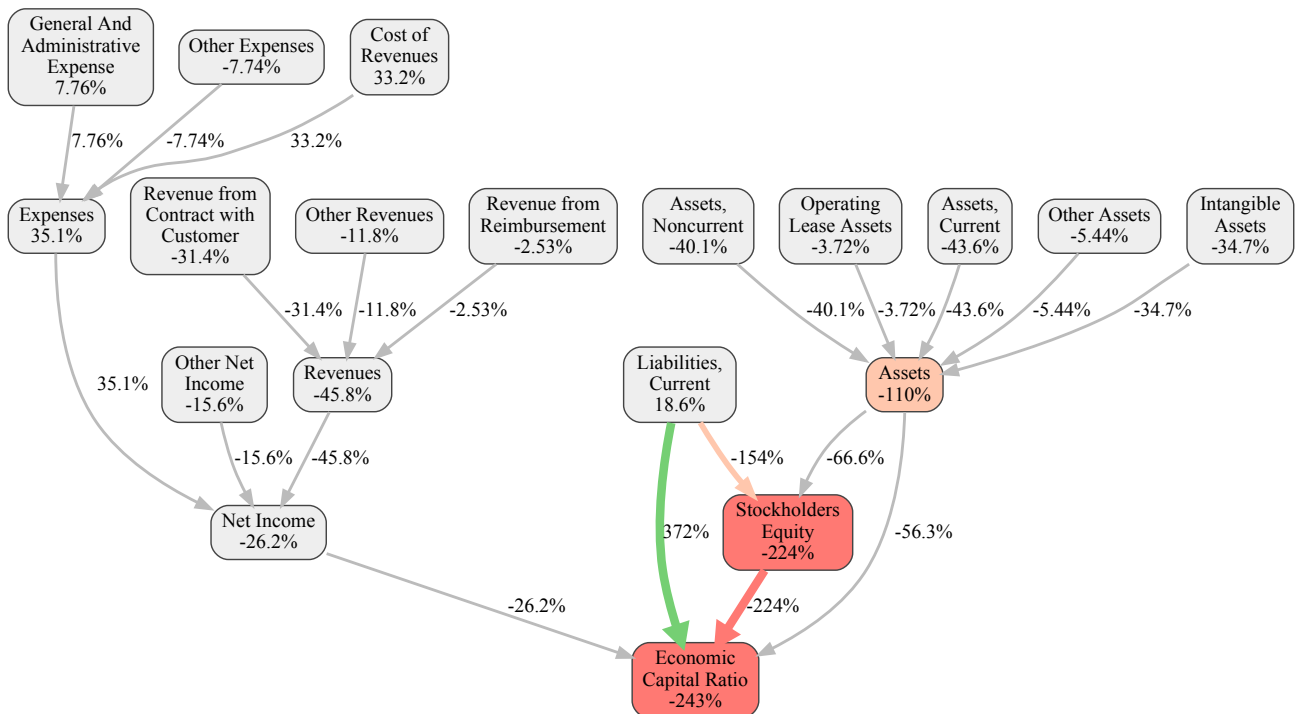 General And
Administrative
Expense
7.76%
Other Expenses
-7.74%
Cost of
Revenues
33.2%
7.76%
-7.74%
33.2%
Expenses
35.1%
Revenue from
Contract with
Customer
-31.4%
Other Revenues
-11.8%
Revenue from
Reimbursement
-2.53%
Assets,
Noncurrent
-40.1%
Operating
Lease Assets
-3.72%
Assets,
Current
-43.6%
Other Assets
-5.44%
Intangible
Assets
-34.7%
-31.4%
-11.8%
-2.53%
-40.1%
-3.72%
-43.6%
-5.44%
-34.7%
35.1%
Other Net
Income
-15.6%
Revenues
-45.8%
Liabilities,
Current
18.6%
Assets
-110%
-15.6%
-45.8%
-154%
-66.6%
Net Income
-26.2%
372%
Stockholders
Equity
-224%
-56.3%
-26.2%
-224%
Economic
Capital Ratio
-243%